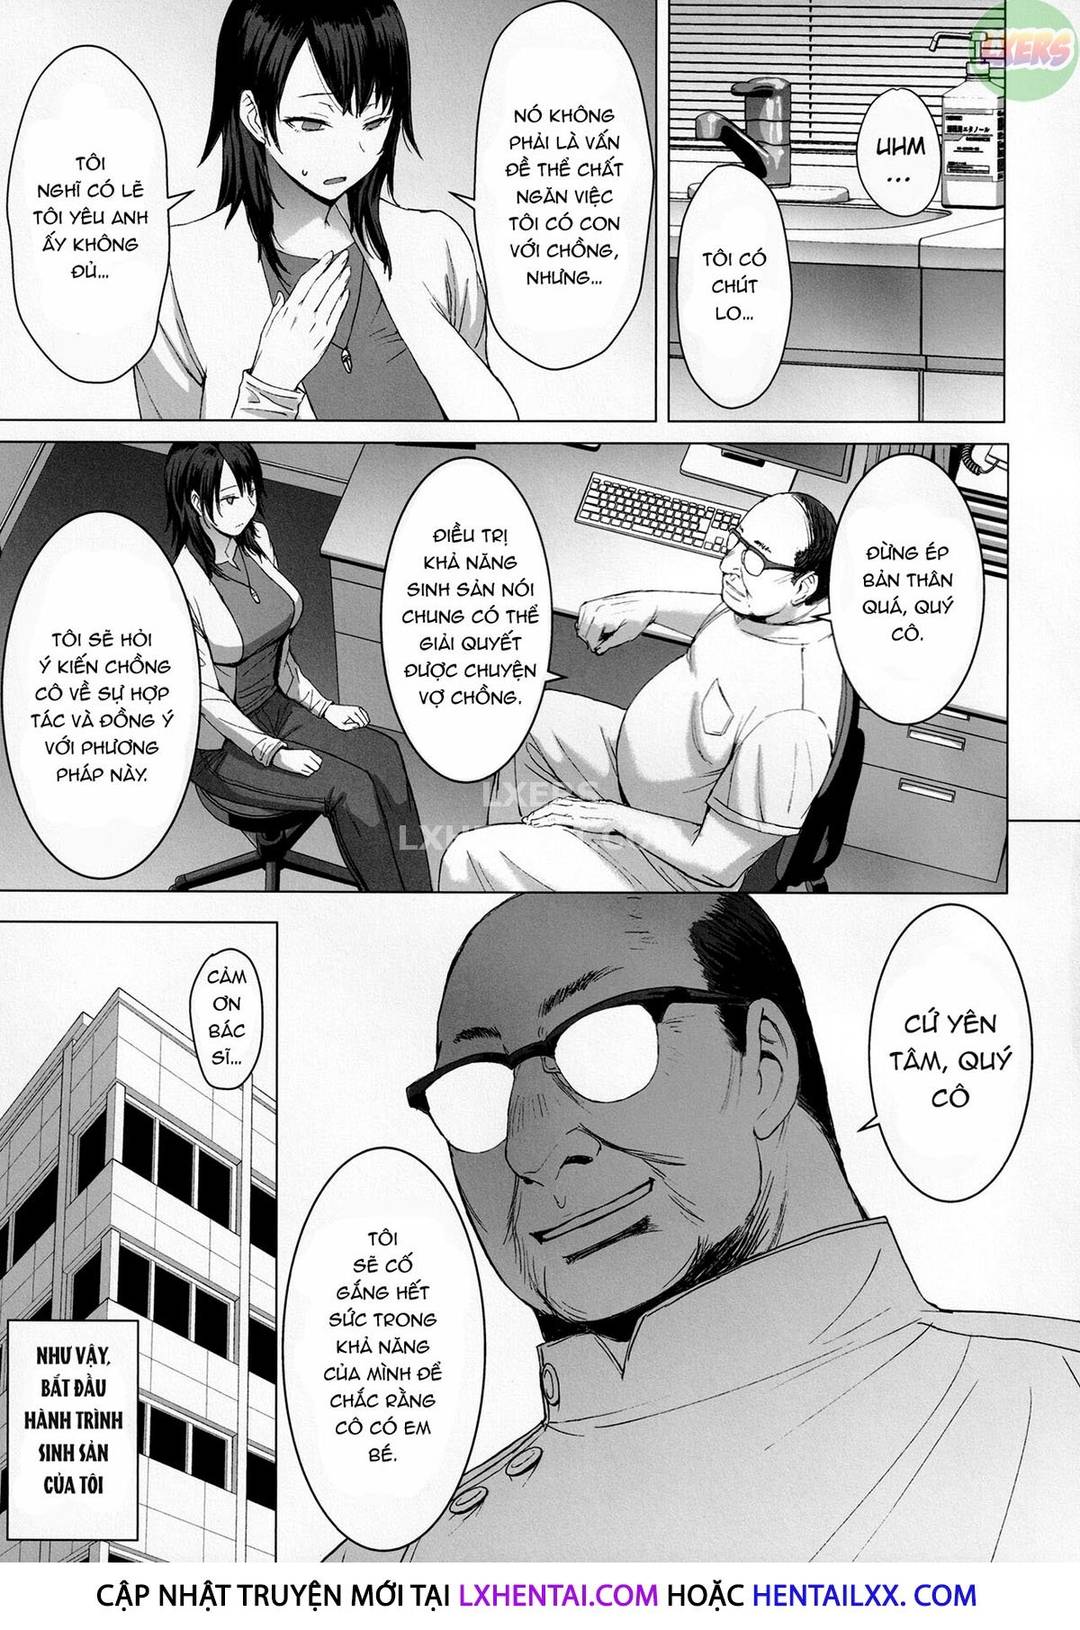 LXERS
UHM
...
TÔI CÓ
CHÚT
LO...
NÓ KHÔNG
PHẢI LÀ VẤN
ĐỀ THỂ CHẤT
NGĂN VIỆC
TÔI CÓ CON
VỚI CHỒNG,
NHƯNG...
TÔI
NGHĨ CÓ LẼ
TÔI YÊU ANH
ẤY KHÔNG
ĐỦ...
ĐỪNG ÉP
BẢN THÂN
QUÁ, QUÝ
CÔ.
ĐIỀU TRỊ
KHẢ NĂNG
SINH SẢN NÓI
CHUNG CÓ THỂ
GIẢI QUYẾT
ĐƯỢC CHUYỆN
VỢ CHỒNG.
TÔI SẼ HỎI
Ý KIẾN CHỒNG
CÔ VỀ SỰ HỢP
TÁC VÀ ĐỒNG Ý
VỚI PHƯƠNG
PHÁP NÀY.
LXERS
CỨ YÊN
TÂM, QUÝ
CÔ
TÔI
SẼ CỐ
GẮNG HẾT
SỨC TRONG
KHẢ NĂNG
CỦA MÌNH ĐỂ
CHẮC RẰNG
CÔ CÓ EM
BÉ.
CẢM
ƠN
BÁC
SĨ...
NHƯ VẬY,
BẮT ĐẦU
HÀNH TRÌNH
SINH SẢN
CỦA TÔI
CẬP NHẬT TRUYỆN MỚI TẠI LXHENTAI.COM HOẶC HENTAILXX. COM